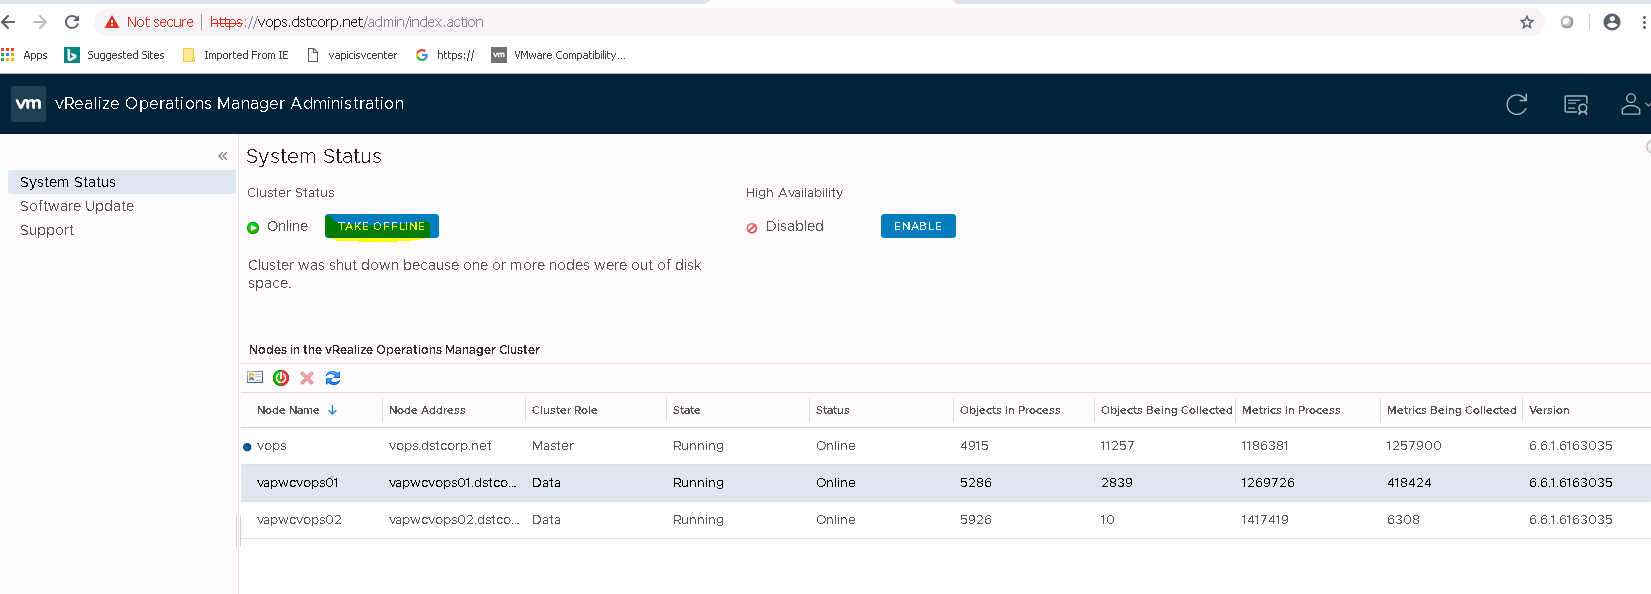 Not secure | https://vops.dstcorp.net/admin/index.action
Apps Suggested Sites Imported From IE vapicisvcenter https:// vm VMware Compatibility...
vm vRealize Operations Manager Administration
«
System Status
Software Update
Support
System Status
Cluster Status High Availability
Online TAKE OFFLINE Disabled ENABLE
Cluster was shut down because one or more nodes were out of disk
space.
Nodes in the vRealize Operations Manager Cluster
Node Name Node Address Cluster Role State Status Objects In Process Objects Being Collected Metrics In Process Metrics Being Collected Version
vops vops.dstcorp.net Master Running Online 4915 11257 1186381 1257900 6.6.1.6163035
vapwcvops01 vapwcvops01.dstco... Data Running Online 5286 2839 1269726 418424 6.6.1.6163035
vapwcvops02 vapwcvops02.dstco... Data Running Online 5926 10 1417419 6308 6.6.1.6163035